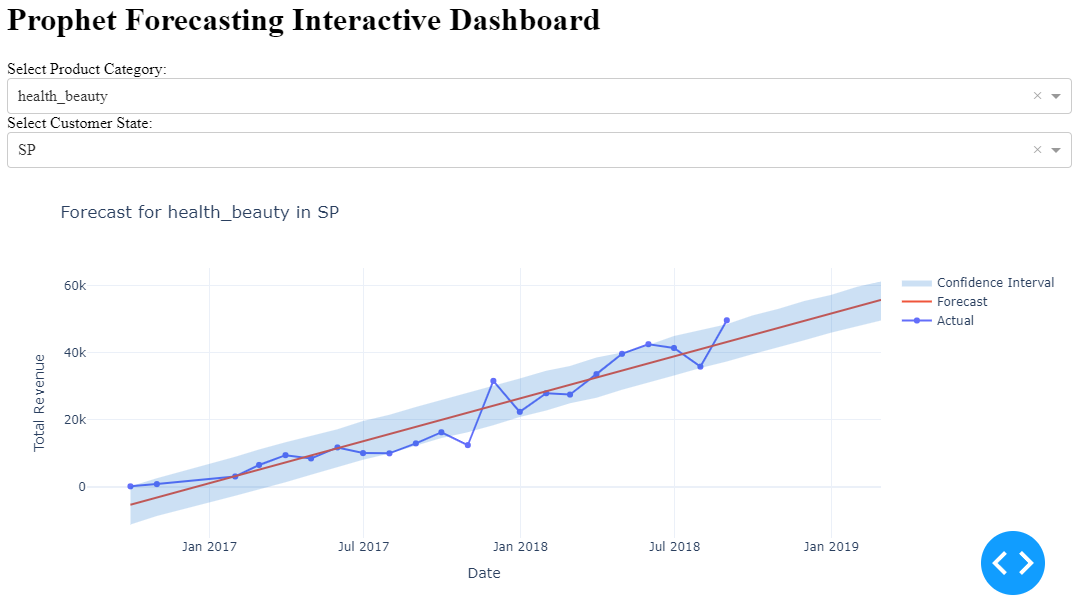 Prophet Forecasting Interactive Dashboard
Select Product Category:
health_beauty
×
Select Customer State:
SP
×
Forecast for health_beauty in SP
60k
40k
20k
0
Total Revenue
Jan 2017
Jul 2017
Jan 2018
Jul 2018
Jan 2019
Date
Confidence Interval
Forecast
Actual